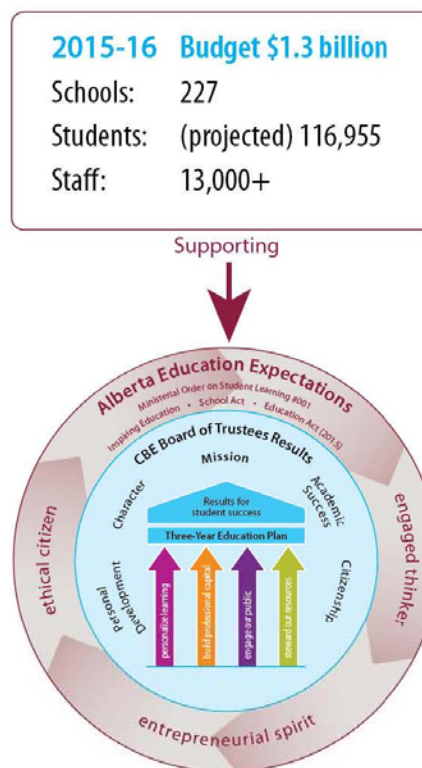 2015-16 Budget $1.3 billion
Schools: 227
Students: (projected) 116,955
Staff: 13,000+
Supporting
Alberta Education Expectations
Ministerial Order on Student Learning #001
Inspiring Education • School Act • Education Act (2015)
CBE Board of Trustees Results
Mission
Character
Academic
Success
Results for
student success
Three-Year Education Plan
Personal
Development
Citizenship
personalize learning
build professional capital
engage our public
steward our resources
ethical citizen
engaged thinker
entrepreneurial spirit